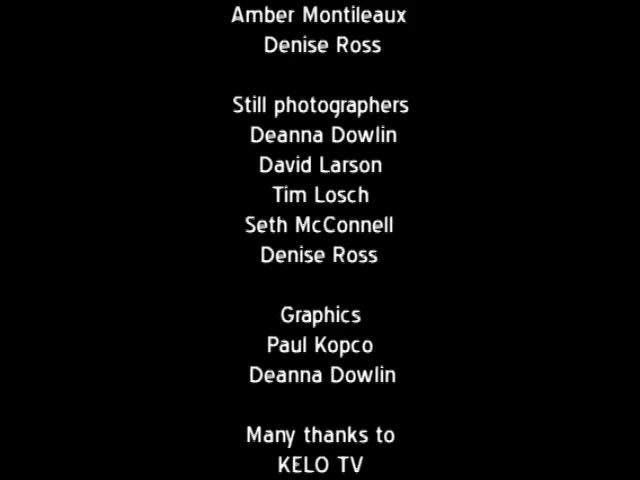 Amber Montileaux
Denise Ross
Still photographers
Deanna Dowlin
David Larson
Tim Losch
Seth McConnell
Denise Ross
Graphics
Paul Kopco
Deanna Dowlin
Many thanks to
KELO TV